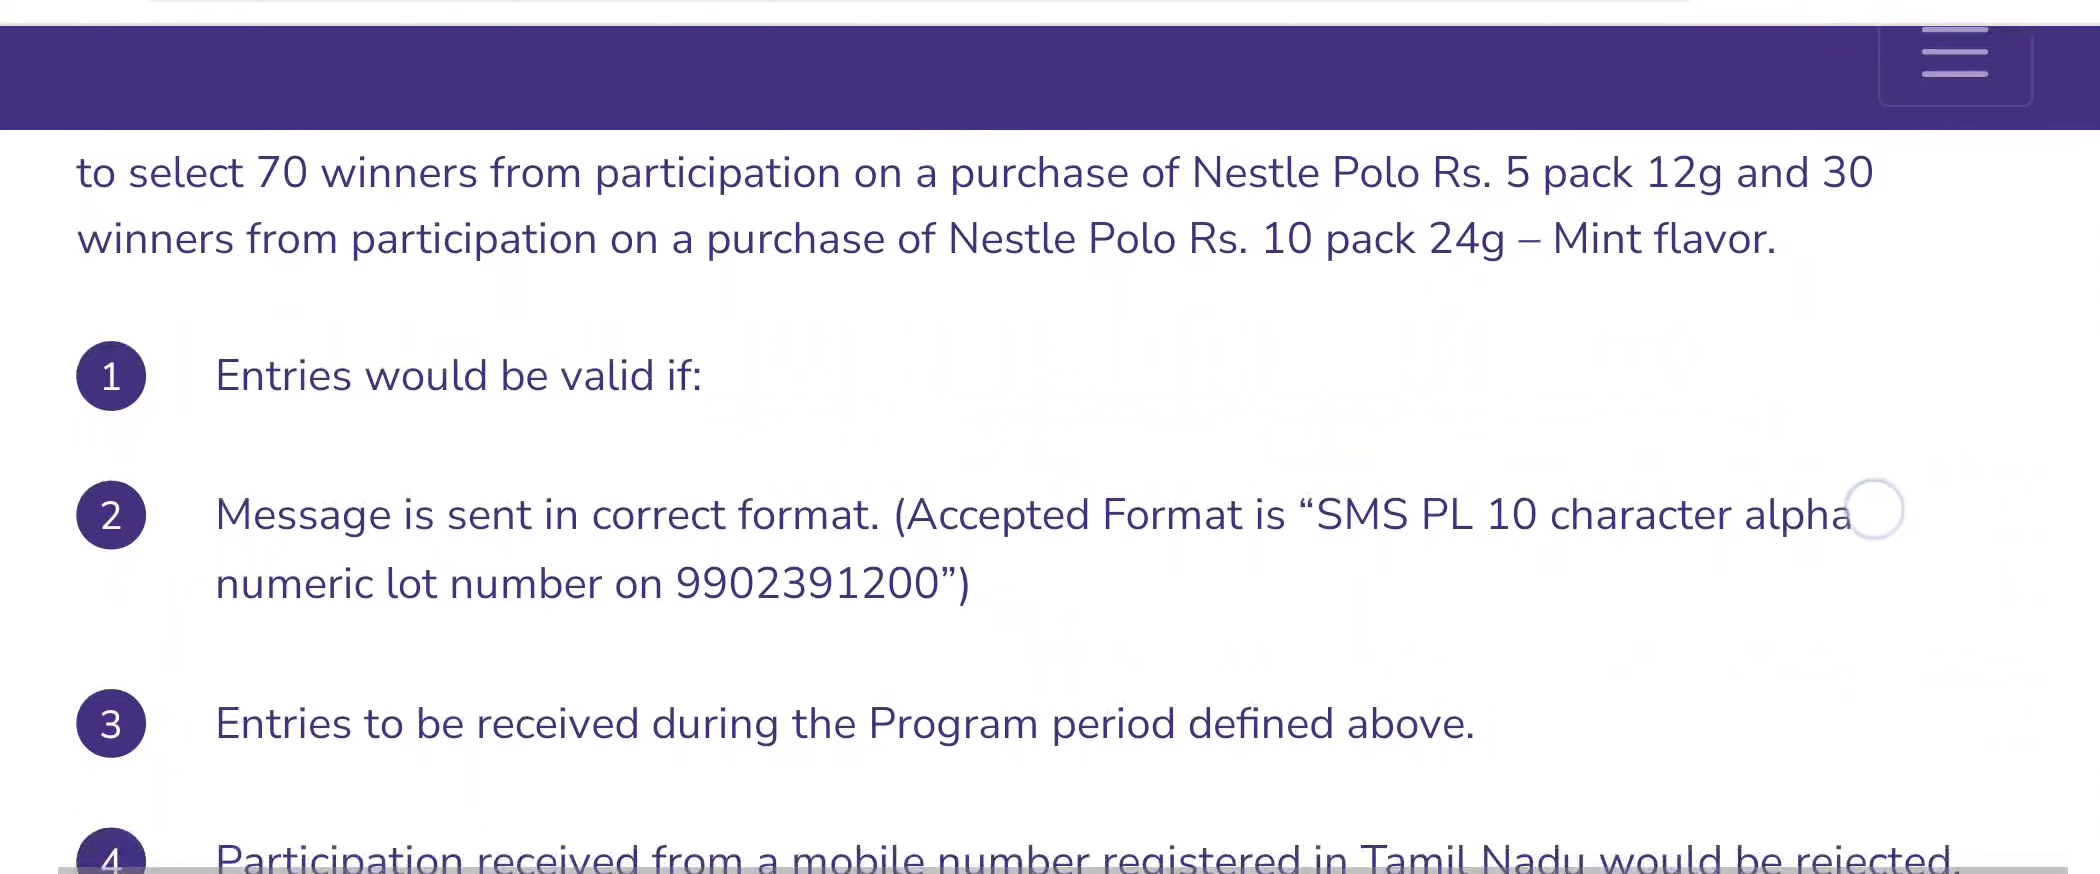 to select 70 winners from participation on a purchase of Nestle Polo Rs. 5 pack 12g and 30
winners from participation on a purchase of Nestle Polo Rs. 10 pack 24g – Mint flavor.
1 Entries would be valid if:
2 Message is sent in correct format. (Accepted Format is “SMS PL 10 character alpha
numeric lot number on 9902391200”)
3 Entries to be received during the Program period defined above.
4 Participation received from a mobile number registered in Tamil Nadu would be rejected.